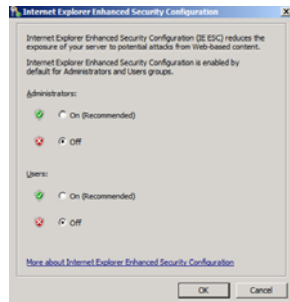 Internet Explorer Enhanced Security Configuration
Internet Explorer Enhanced Security Configuration (IE ESC) reduces the
exposure of your server to potential attacks from Web-based content.
Internet Explorer Enhanced Security Configuration is enabled by
default for Administrators and Users groups.
Administrators:
On (Recommended)
Off
Users:
On (Recommended)
Off
More about Internet Explorer Enhanced Security Configuration
OK
Cancel